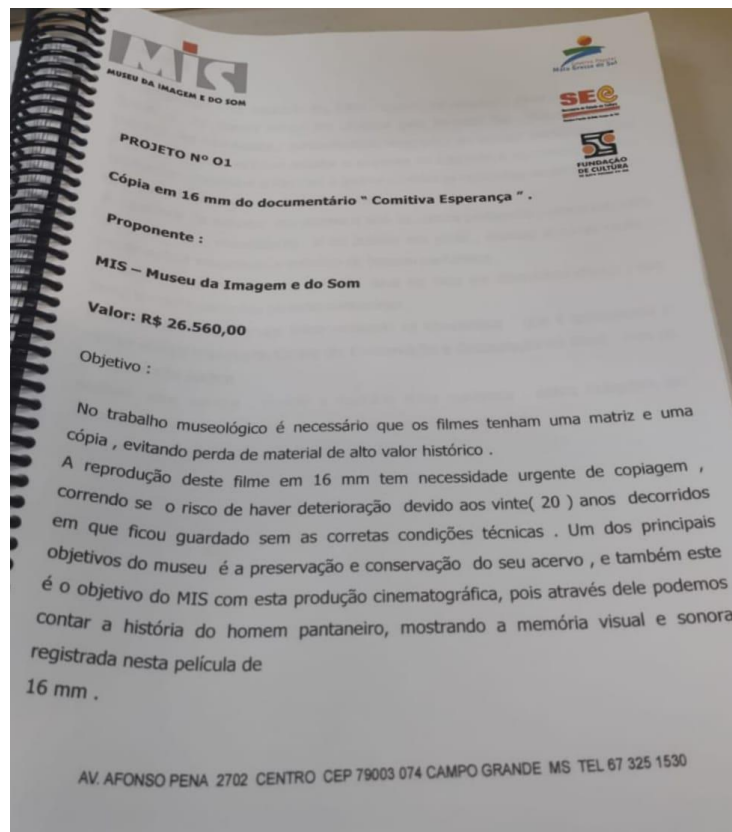 MIS
MUSEU DA IMAGEM E DO SOM
Mato Grosso do Sul
SEC
FUNDAÇÃO
DE CULTURA
PROJETO Nº 01
Cópia em 16 mm do documentário " Comitiva Esperança " .
Proponente :
MIS – Museu da Imagem e do Som
Valor: R$ 26.560,00
Objetivo :
No trabalho museológico é necessário que os filmes tenham uma matriz e uma
cópia , evitando perda de material de alto valor histórico .
A reprodução deste filme em 16 mm tem necessidade urgente de copiagem ,
correndo se o risco de haver deterioração devido aos vinte( 20 ) anos decorridos
em que ficou guardado sem as corretas condições técnicas . Um dos principais
objetivos do museu é a preservação e conservação do seu acervo , e também este
é o objetivo do MIS com esta produção cinematográfica, pois através dele podemos
contar a história do homem pantaneiro, mostrando a memória visual e sonora
registrada nesta película de
16 mm .
AV. AFONSO PENA 2702 CENTRO CEP 79003 074 CAMPO GRANDE MS TEL 67 325 1530